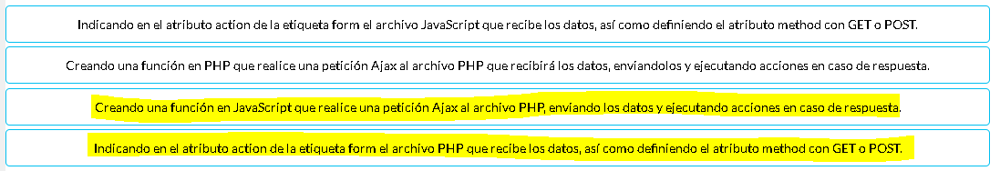 Indicando en el atributo action de la etiqueta form el archivo JavaScript que recibe los datos, así como definiendo el atributo method con GET o POST.
Creando una función en PHP que realice una petición Ajax al archivo PHP que recibirá los datos, enviandolos y ejecutando acciones en caso de respuesta.
Creando una función en JavaScript que realice una petición Ajax al archivo PHP, enviando los datos y ejecutando acciones en caso de respuesta.
Indicando en el atributo action de la etiqueta form el archivo PHP que recibe los datos, así como definiendo el atributo method con GET o POST.